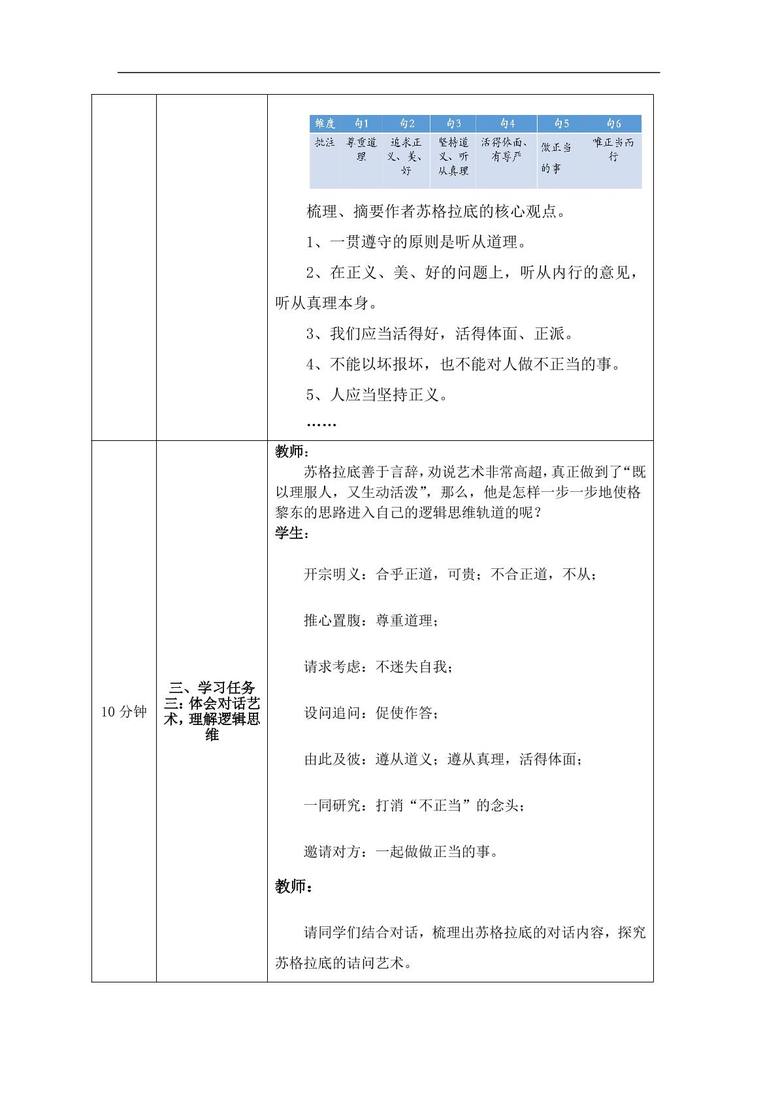 维度 句1 句2 句3 句4 句5 句6
批注 尊重道理 追求正义、美、好 坚持道义、听从真理 活得体面、有尊严 做正当的事 唯正当而行
梳理、摘要作者苏格拉底的核心观点。
1、一贯遵守的原则是听从道理。
2、在正义、美、好的问题上，听从内行的意见，
听从真理本身。
3、我们应当活得好，活得体面、正派。
4、不能以坏报坏，也不能对人做不正当的事。
5、人应当坚持正义。
……
10 分钟
三、学习任务
三：体会对话艺
术，理解逻辑思
维
教师：
苏格拉底善于言辞，劝说艺术非常高超，真正做到了“既
以理服人，又生动活泼”，那么，他是怎样一步一步地使格
黎东的思路进入自己的逻辑思维轨道的呢？
学生：
开宗明义：合乎正道，可贵；不合正道，不从；
推心置腹：尊重道理；
请求考虑：不迷失自我；
设问追问：促使作答；
由此及彼：遵从道义；遵从真理，活得体面；
一同研究：打消“不正当”的念头；
邀请对方：一起做做正当的事。
教师：
请同学们结合对话，梳理出苏格拉底的对话内容，探究
苏格拉底的诘问艺术。